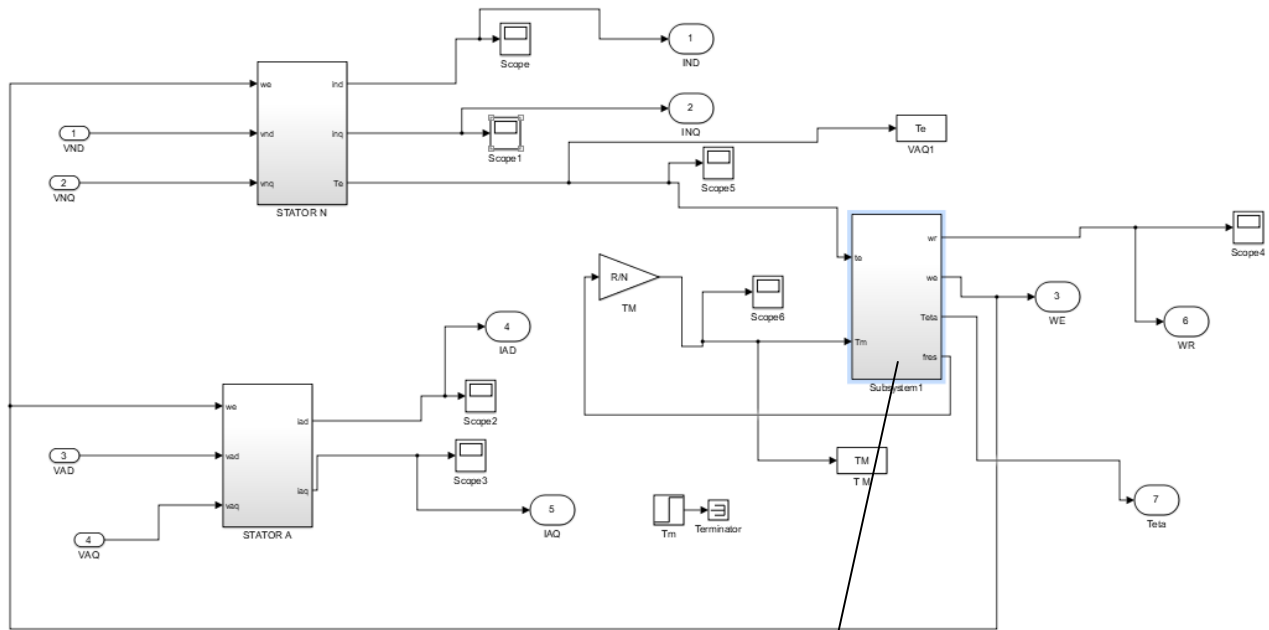 Scope
1
IND
we
ind
1
VND
vnd
inq
Scope1
2
INQ
Te
VAQ1
2
VNQ
vnq
Te
STATOR N
Scope5
te
wr
Scope4
R/N
TM
Scope6
we
3
WE
Teta
6
WR
Tm
fres
Subsystem1
4
IAD
we
iad
Scope2
3
VAD
vad
iaq
Scope3
TM
T M
vaq
STATOR A
4
VAQ
5
IAQ
Tm
Terminator
7
Teta